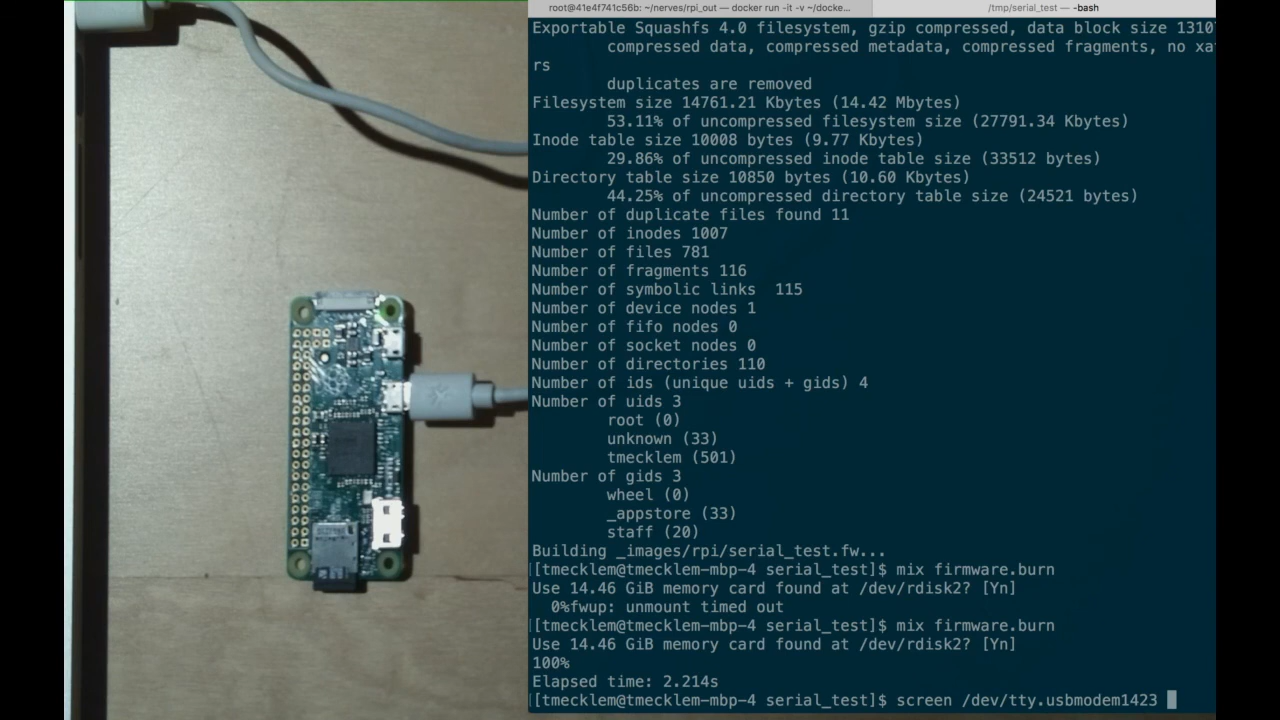 root@41e4f741c56b: ~/nerves/rpi_out — docker run -it -v ~/docke...
/tmp/serial_test — -bash
Exportable Squashfs 4.0 filesystem, gzip compressed, data block size 13107
compressed data, compressed metadata, compressed fragments, no xa
rs
duplicates are removed
Filesystem size 14761.21 Kbytes (14.42 Mbytes)
53.11% of uncompressed filesystem size (27791.34 Kbytes)
Inode table size 10008 bytes (9.77 Kbytes)
29.86% of uncompressed inode table size (33512 bytes)
Directory table size 10850 bytes (10.60 Kbytes)
44.25% of uncompressed directory table size (24521 bytes)
Number of duplicate files found 11
Number of inodes 1007
Number of files 781
Number of fragments 116
Number of symbolic links  115
Number of device nodes 1
Number of fifo nodes 0
Number of socket nodes 0
Number of directories 110
Number of ids (unique uids + gids) 4
Number of uids 3
root (0)
unknown (33)
tmecklem (501)
Number of gids 3
wheel (0)
_appstore (33)
staff (20)
Building _images/rpi/serial_test.fw...
[[tmecklem@tmecklem-mbp-4 serial_test]$ mix firmware.burn
Use 14.46 GiB memory card found at /dev/rdisk2? [Yn]
0%fwup: unmount timed out
[[tmecklem@tmecklem-mbp-4 serial_test]$ mix firmware.burn
Use 14.46 GiB memory card found at /dev/rdisk2? [Yn]
100%
Elapsed time: 2.214s
[[tmecklem@tmecklem-mbp-4 serial_test]$ screen /dev/tty.usbmodem1423